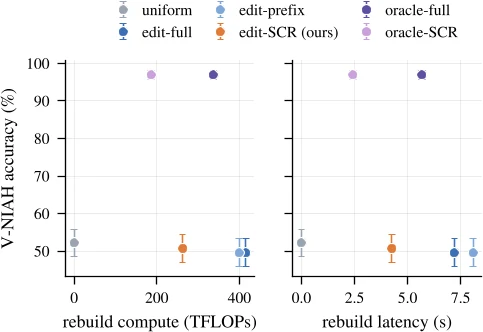 uniform edit-prefix oracle-full
edit-full edit-SCR (ours) oracle-SCR
V-NIAH accuracy (%)
100
90
80
70
60
50
0 200 400
rebuild compute (TFLOPs)
0.0 2.5 5.0 7.5
rebuild latency (s)